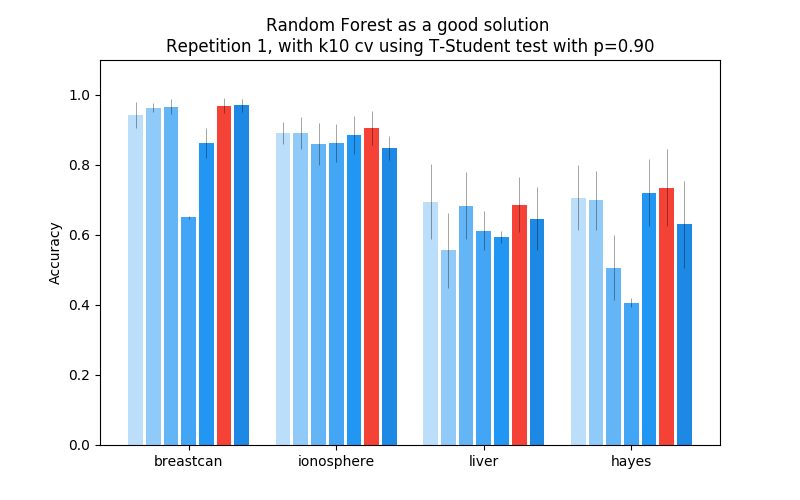 Random Forest as a good solution
Repetition 1, with k10 cv using T-Student test with p=0.90
1.0
0.8
0.6
0.4
0.2
0.0
Accuracy
breastcan ionosphere liver hayes